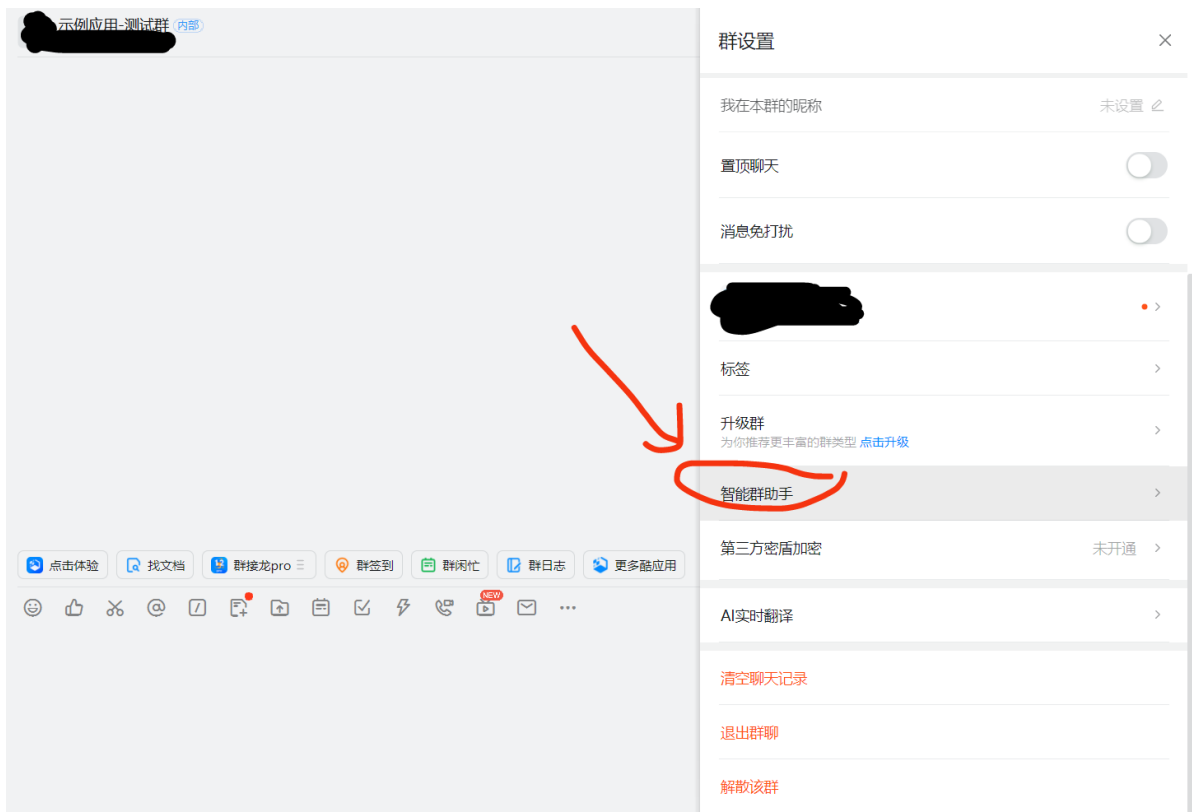 示例应用-测试群 内部
群设置
我在本群的昵称 未设置
置顶聊天
消息免打扰
标签
升级群
为你推荐更丰富的群类型 点击升级
智能群助手
第三方密盾加密 未开通
AI实时翻译
清空聊天记录
退出群聊
解散该群
点击体验 找文档 群接龙pro 群签到 群闲忙 群日志 更多酷应用
NEW